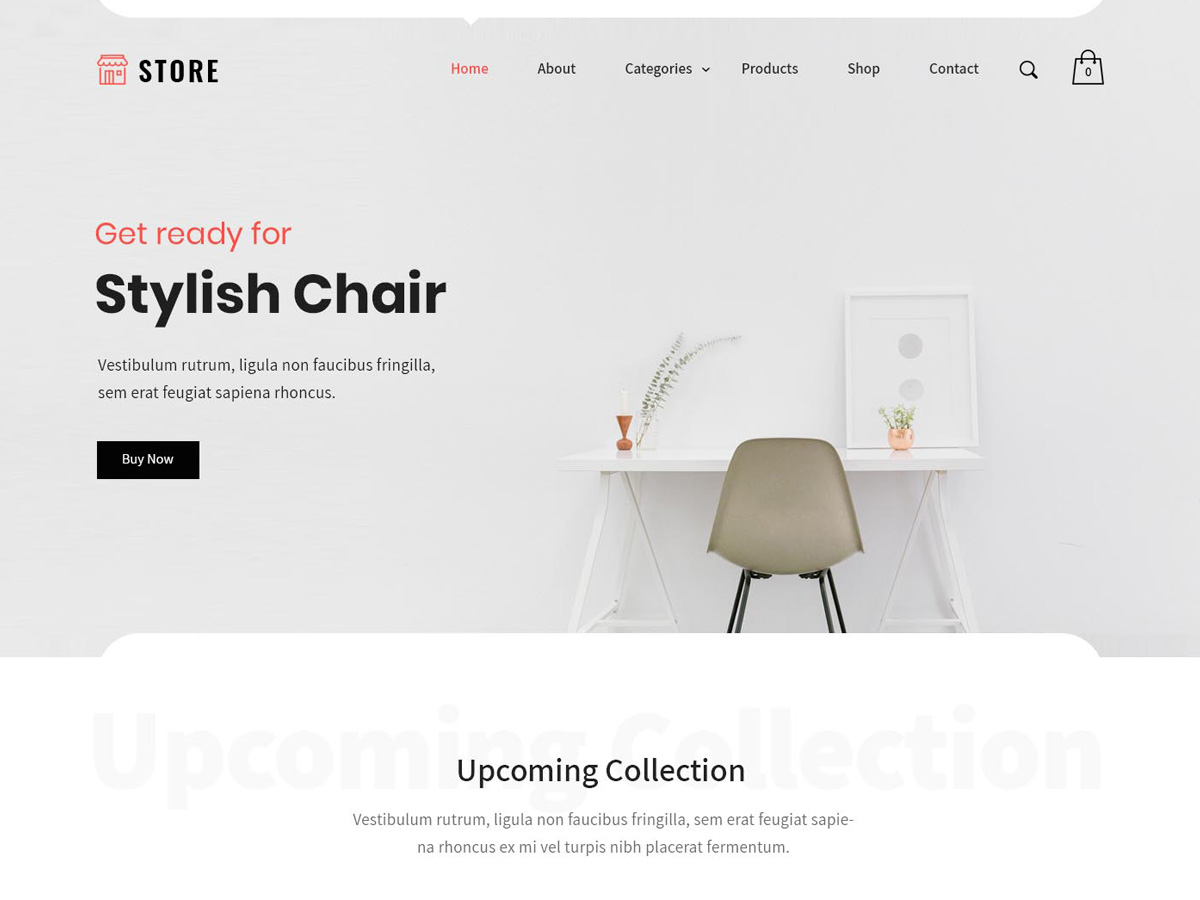 STORE
Home About Categories Products Shop Contact 0
Get ready for
Stylish Chair
Vestibulum rutrum, ligula non faucibus fringilla,
sem erat feugiat sapiena rhoncus.
Buy Now
Upcoming Collection
Upcoming Collection
Vestibulum rutrum, ligula non faucibus fringilla, sem erat feugiat sapie-
na rhoncus ex mi vel turpis nibh placerat fermentum.